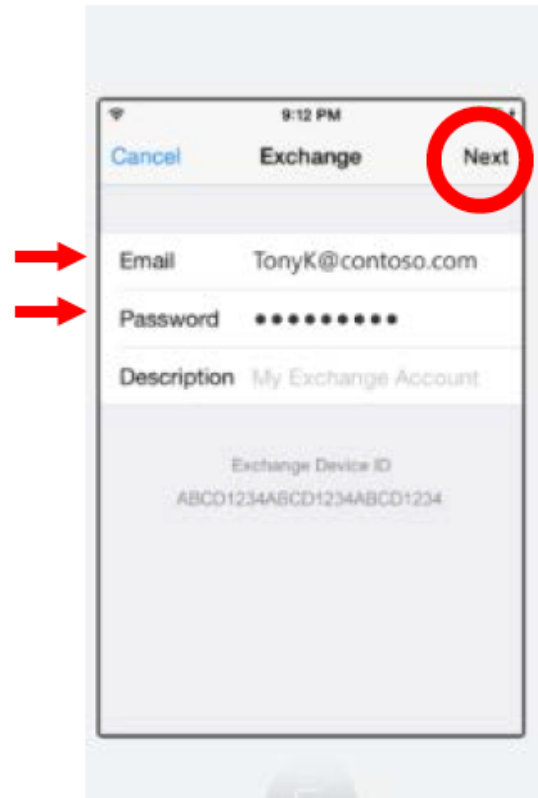 9:12 PM
Cancel Exchange Next
Email TonyK@contoso.com
Password •••••••••
Description My Exchange Account
Exchange Device ID
ABCD1234ABCD1234ABCD1234